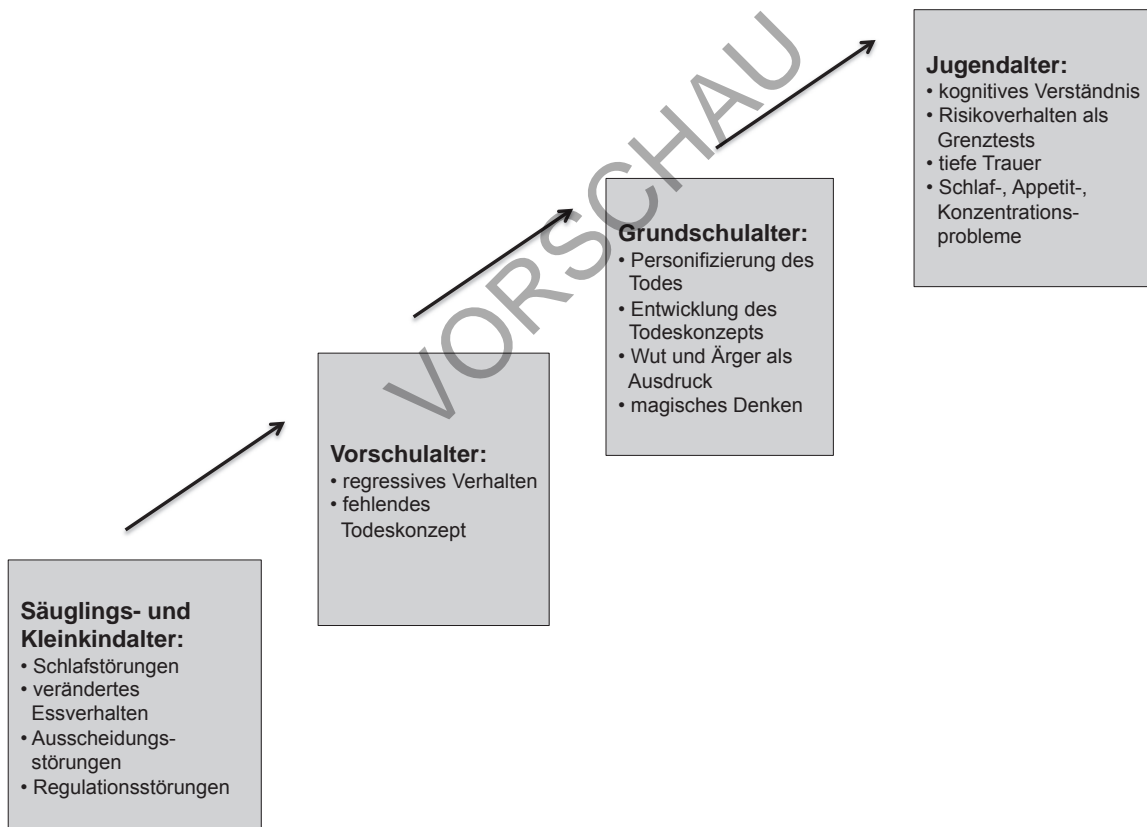 Säuglings- und
Kleinkindalter:
• Schlafstörungen
• verändertes
Essverhalten
• Ausscheidungs-
störungen
• Regulationsstörungen
Vorschulalter:
• regressives Verhalten
• fehlendes
Todeskonzept
Grundschulalter:
• Personifizierung des
Todes
• Entwicklung des
Todeskonzepts
• Wut und Ärger als
Ausdruck
• magisches Denken
Jugendalter:
• kognitives Verständnis
• Risikoverhalten als
Grenztests
• tiefe Trauer
• Schlaf-, Appetit-,
Konzentrations-
probleme
VORSCHAU